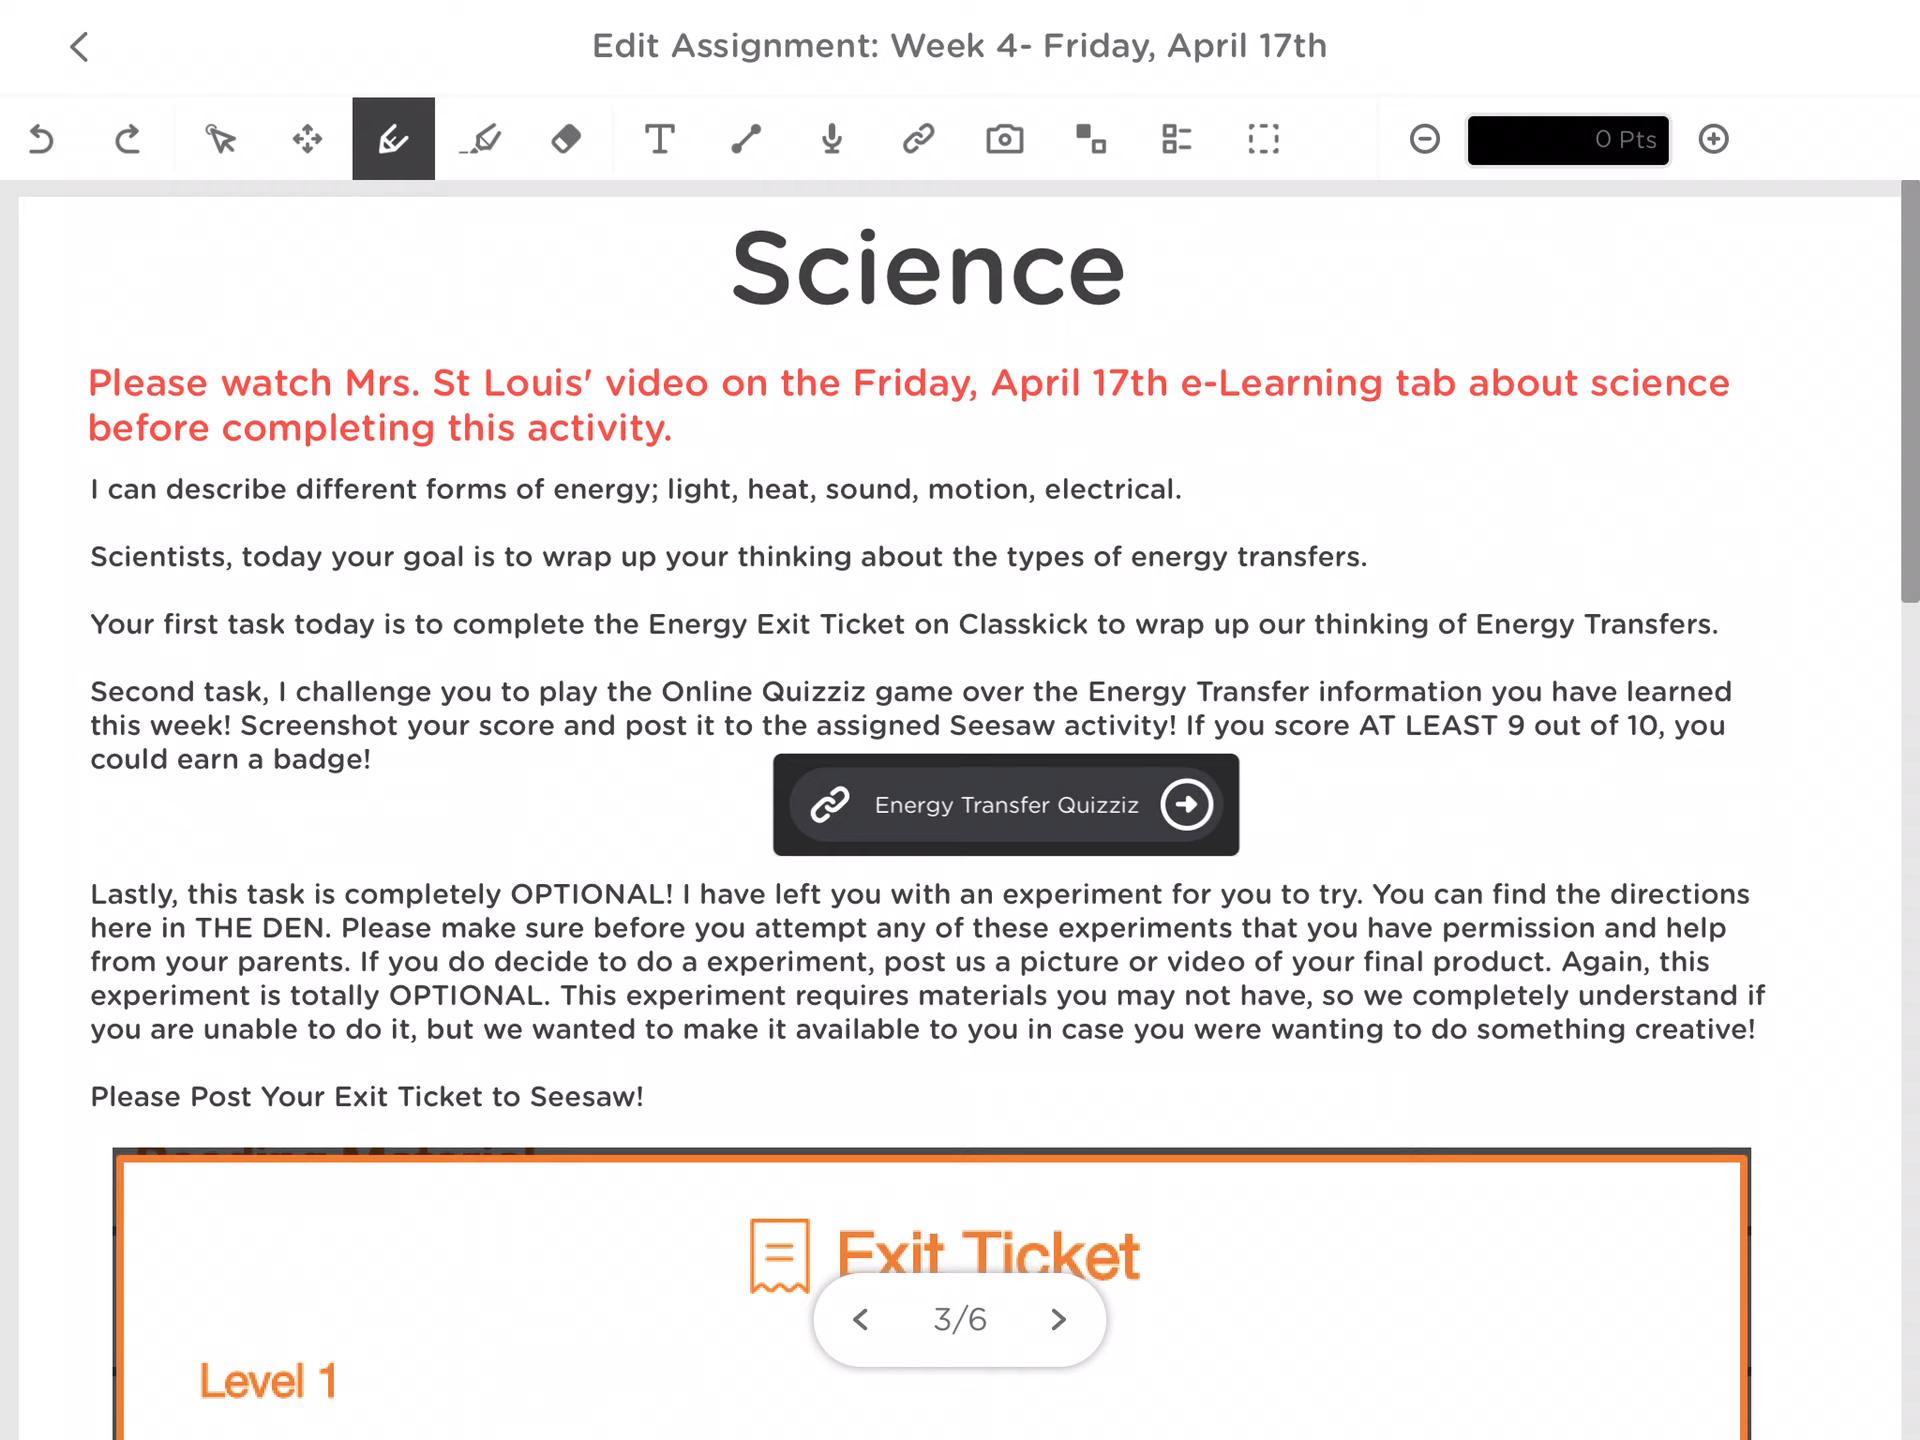 Edit Assignment: Week 4- Friday, April 17th
0 Pts
Science
Please watch Mrs. St Louis' video on the Friday, April 17th e-Learning tab about science
before completing this activity.
I can describe different forms of energy; light, heat, sound, motion, electrical.
Scientists, today your goal is to wrap up your thinking about the types of energy transfers.
Your first task today is to complete the Energy Exit Ticket on Classkick to wrap up our thinking of Energy Transfers.
Second task, I challenge you to play the Online Quizziz game over the Energy Transfer information you have learned
this week! Screenshot your score and post it to the assigned Seesaw activity! If you score AT LEAST 9 out of 10, you
could earn a badge!
Energy Transfer Quizziz
Lastly, this task is completely OPTIONAL! I have left you with an experiment for you to try. You can find the directions
here in THE DEN. Please make sure before you attempt any of these experiments that you have permission and help
from your parents. If you do decide to do a experiment, post us a picture or video of your final product. Again, this
experiment is totally OPTIONAL. This experiment requires materials you may not have, so we completely understand if
you are unable to do it, but we wanted to make it available to you in case you were wanting to do something creative!
Please Post Your Exit Ticket to Seesaw!
Exit Ticket
3/6
Level 1